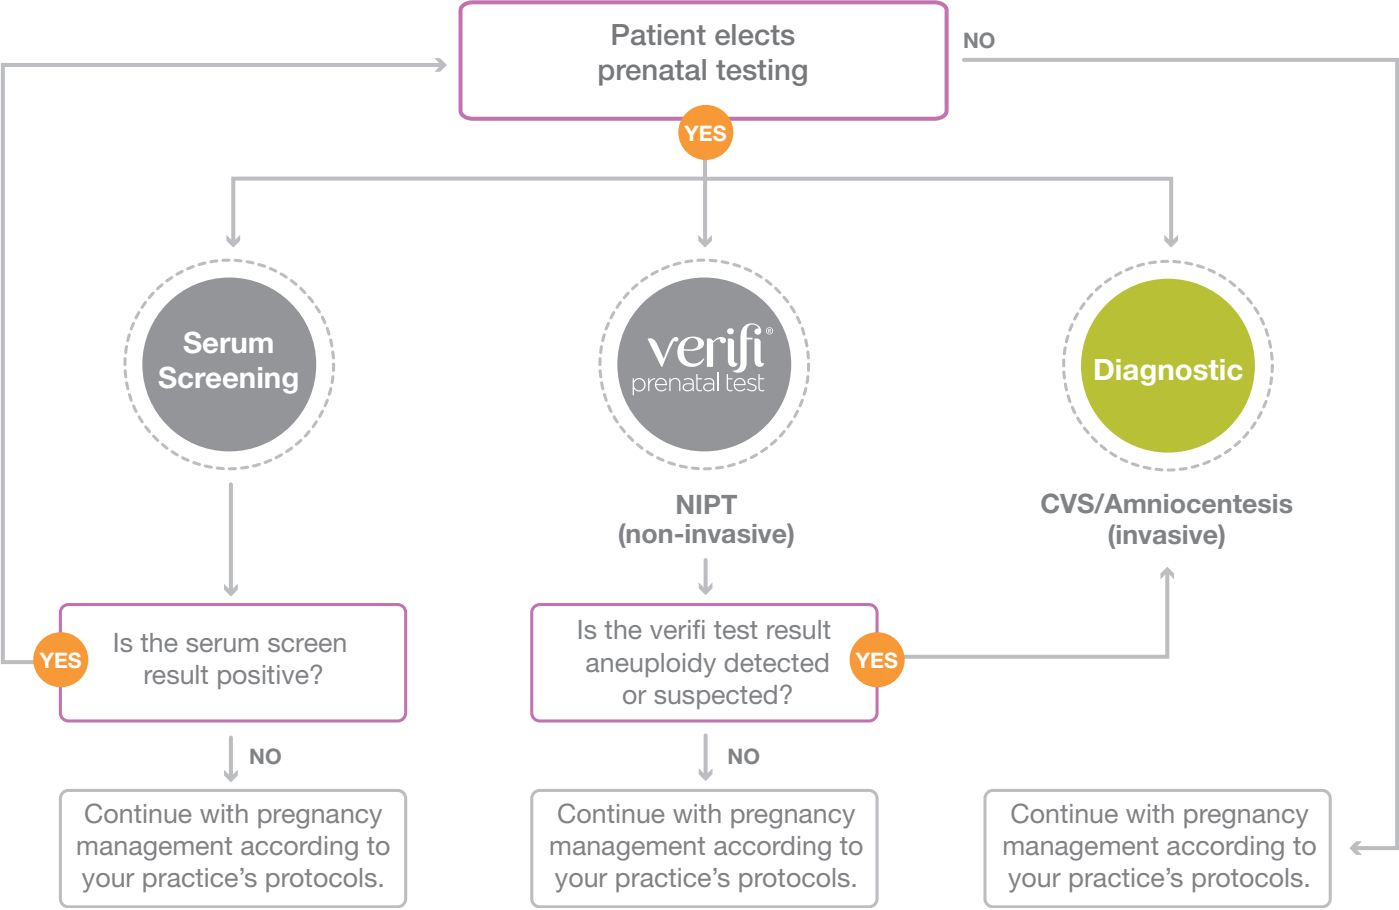 Patient elects
prenatal testing
NO
YES
Serum
Screening
verifi®
prenatal test
Diagnostic
NIPT
(non-invasive)
CVS/Amniocentesis
(invasive)
YES
Is the serum screen
result positive?
Is the verifi test result
aneuploidy detected
or suspected?
YES
NO
NO
Continue with pregnancy
management according to
your practice’s protocols.
Continue with pregnancy
management according to
your practice’s protocols.
Continue with pregnancy
management according to
your practice’s protocols.